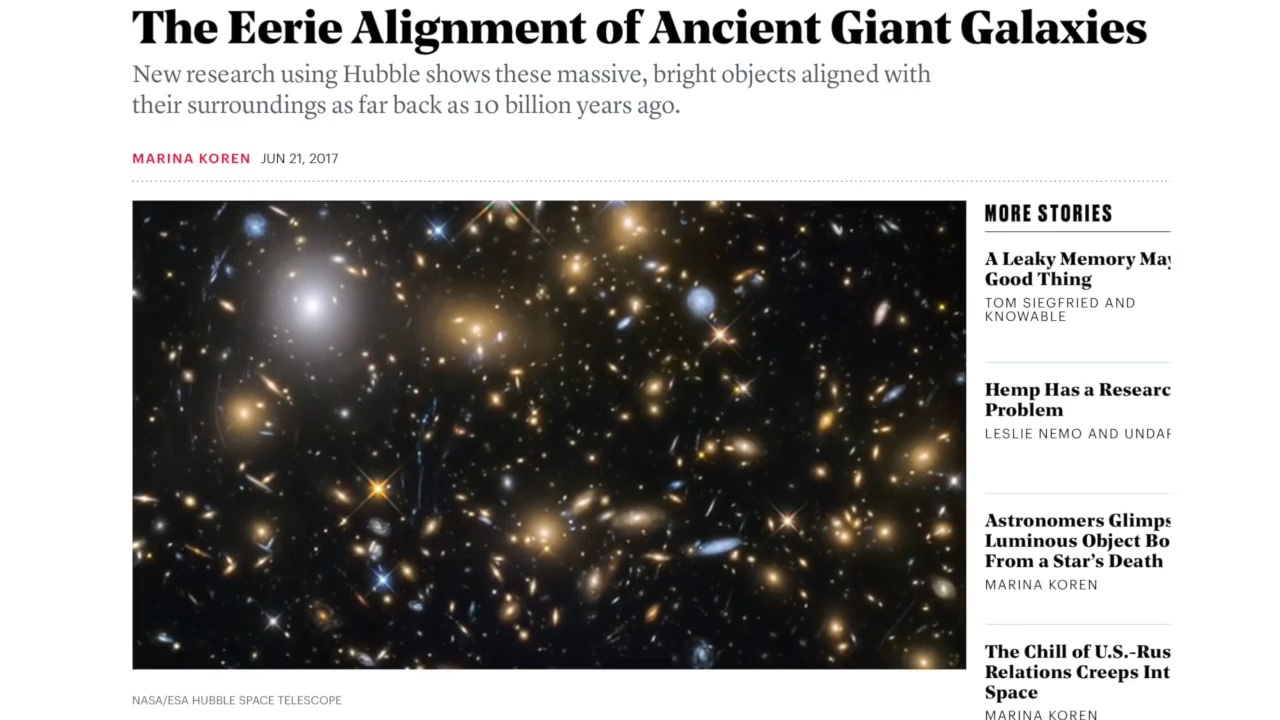 The Eerie Alignment of Ancient Giant Galaxies
New research using Hubble shows these massive, bright objects aligned with
their surroundings as far back as 10 billion years ago.
MARINA KOREN JUN 21, 2017
MORE STORIES
A Leaky Memory May
Good Thing
TOM SIEGFRIED AND
KNOWABLE
Hemp Has a Researc
Problem
LESLIE NEMO AND UNDAR
Astronomers Glimps
Luminous Object Bo
From a Star's Death
MARINA KOREN
The Chill of U.S.–Rus
Relations Creeps Int
Space
MARINA KOREN
NASA/ESA HUBBLE SPACE TELESCOPE